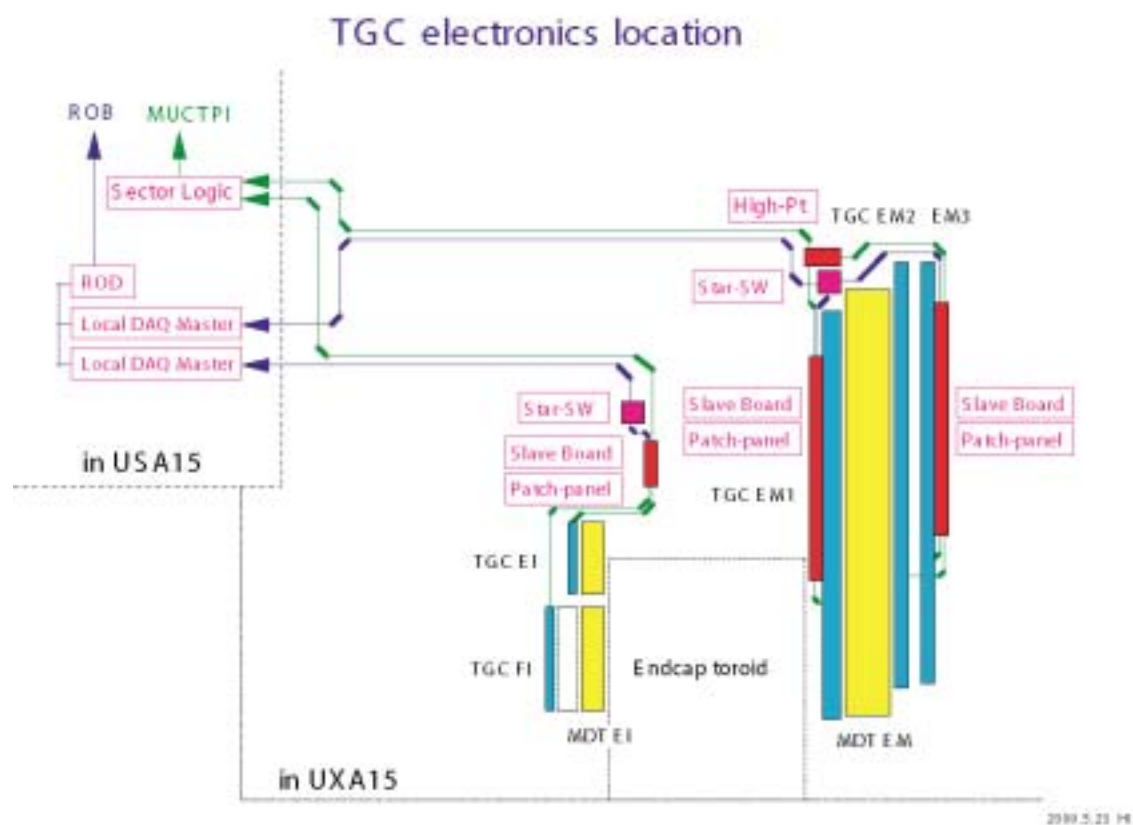 TGC electronics location
ROB MUCTPI
Sector Logic
High-Pt
TGC EM2 EM3
ROD
Star-SW
Local DAQ Master
Local DAQ Master
Star-SW
Slave Board
Patch-panel
Slave Board
Patch-panel
Slave Board
Patch-panel
in USA15
TGC EM1
TGC EI
TGC FI
Endcap toroid
MDT EI
MDT EM
in UXA15